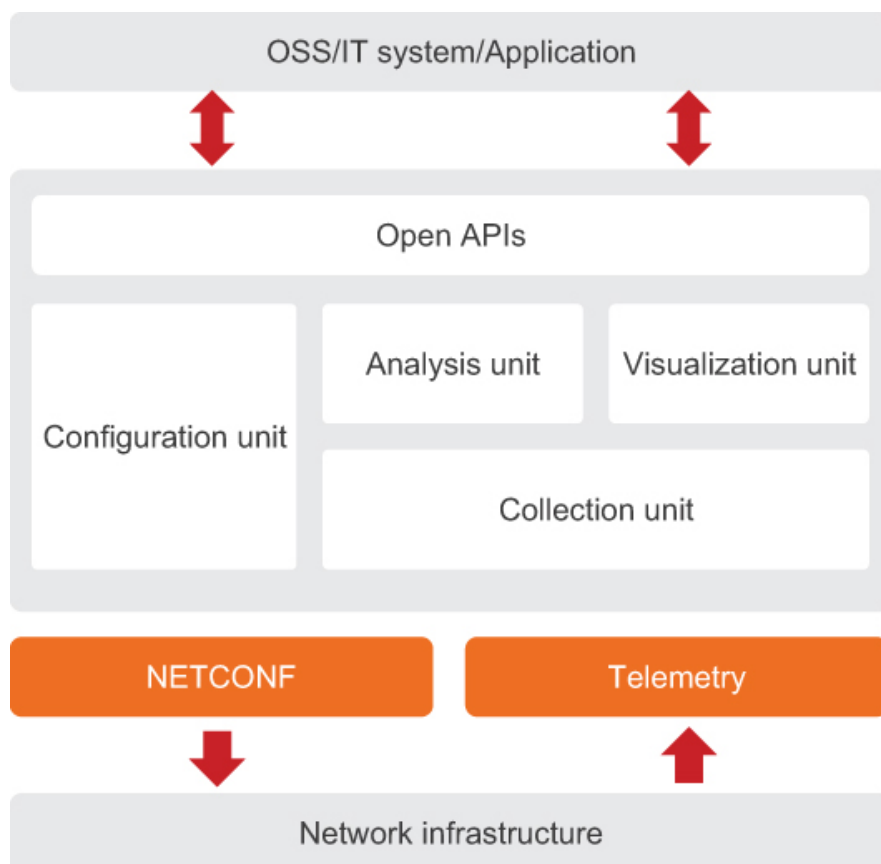 OSS/IT system/Application
Open APIs
Configuration unit
Analysis unit
Visualization unit
Collection unit
NETCONF
Telemetry
Network infrastructure